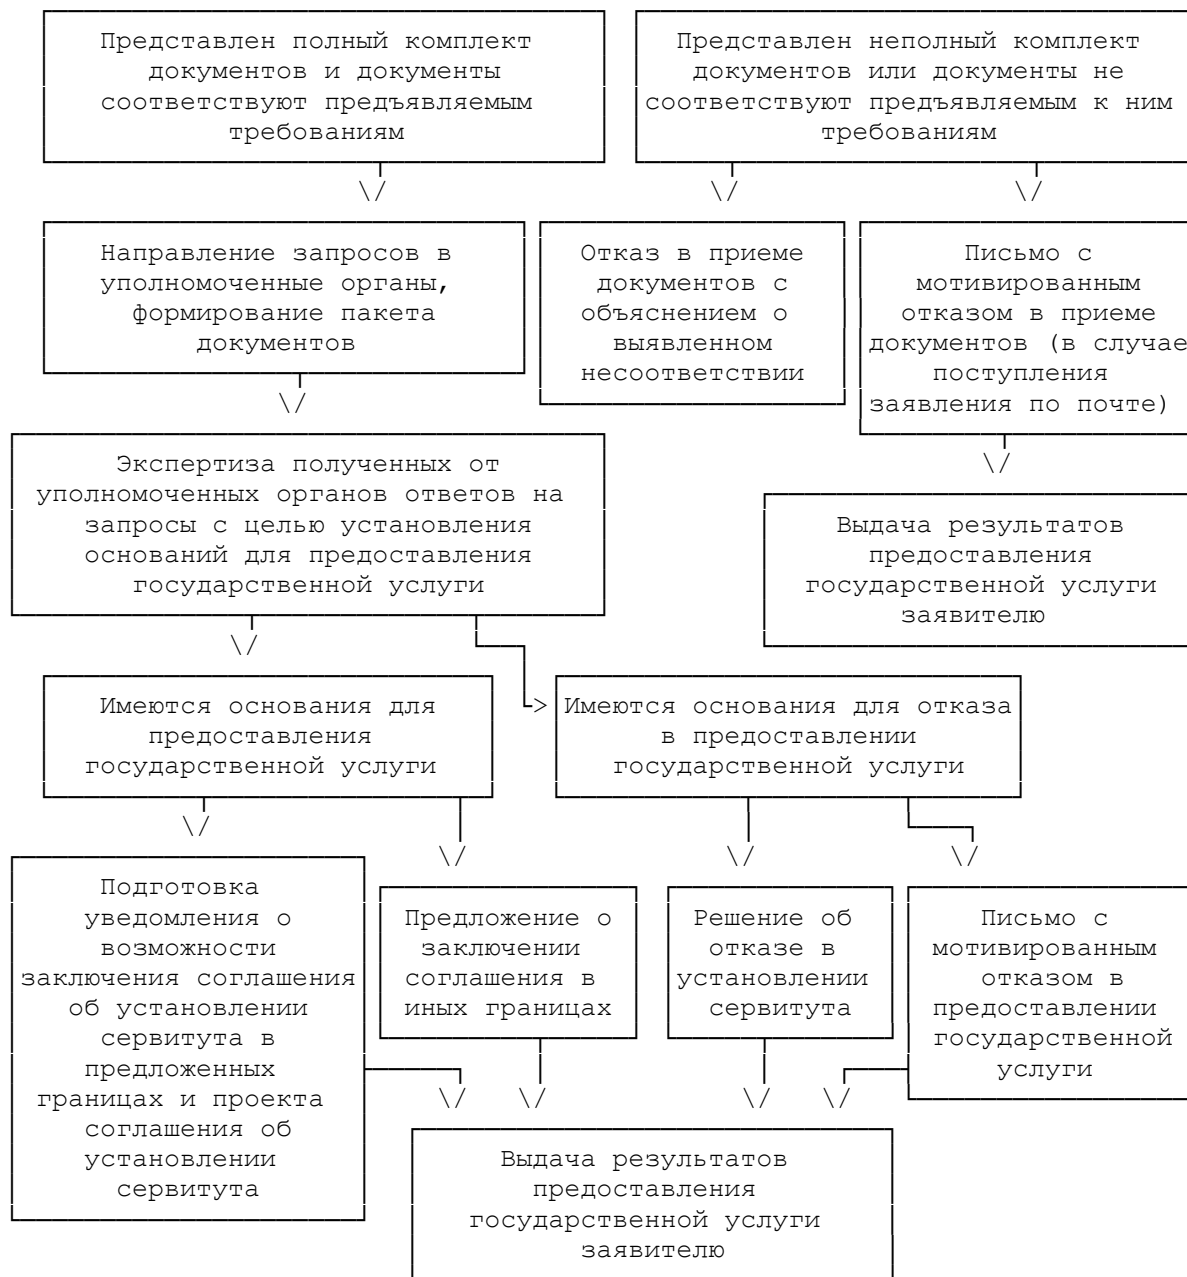 Представлен полный комплект
документов и документы
соответствуют предъявляемым
требованиям
Представлен неполный комплект
документов или документы не
соответствуют предъявляемым к ним
требованиям
Направление запросов в
уполномоченные органы,
формирование пакета
документов
Отказ в приеме
документов с
объяснением о
выявленном
несоответствии
Письмо с
мотивированным
отказом в приеме
документов (в случае
поступления
заявления по почте)
Экспертиза полученных от
уполномоченных органов ответов на
запросы с целью установления
оснований для предоставления
государственной услуги
Выдача результатов
предоставления
государственной услуги
заявителю
Имеются основания для
предоставления
государственной услуги
Имеются основания для отказа
в предоставлении
государственной услуги
Подготовка
уведомления о
возможности
заключения соглашения
об установлении
сервитута в
предложенных
границах и проекта
соглашения об
установлении
сервитута
Предложение о
заключении
соглашения в
иных границах
Решение об
отказе в
установлении
сервитута
Письмо с
мотивированным
отказом в
предоставлении
государственной
услуги
Выдача результатов
предоставления
государственной услуги
заявителю